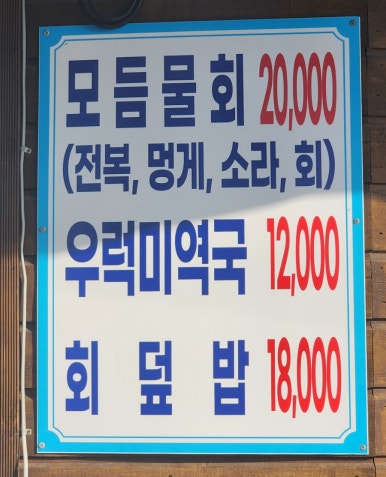 모듬물회 20,000
(전복, 멍게, 소라, 회)
우럭미역국 12,000
회덮밥 18,000